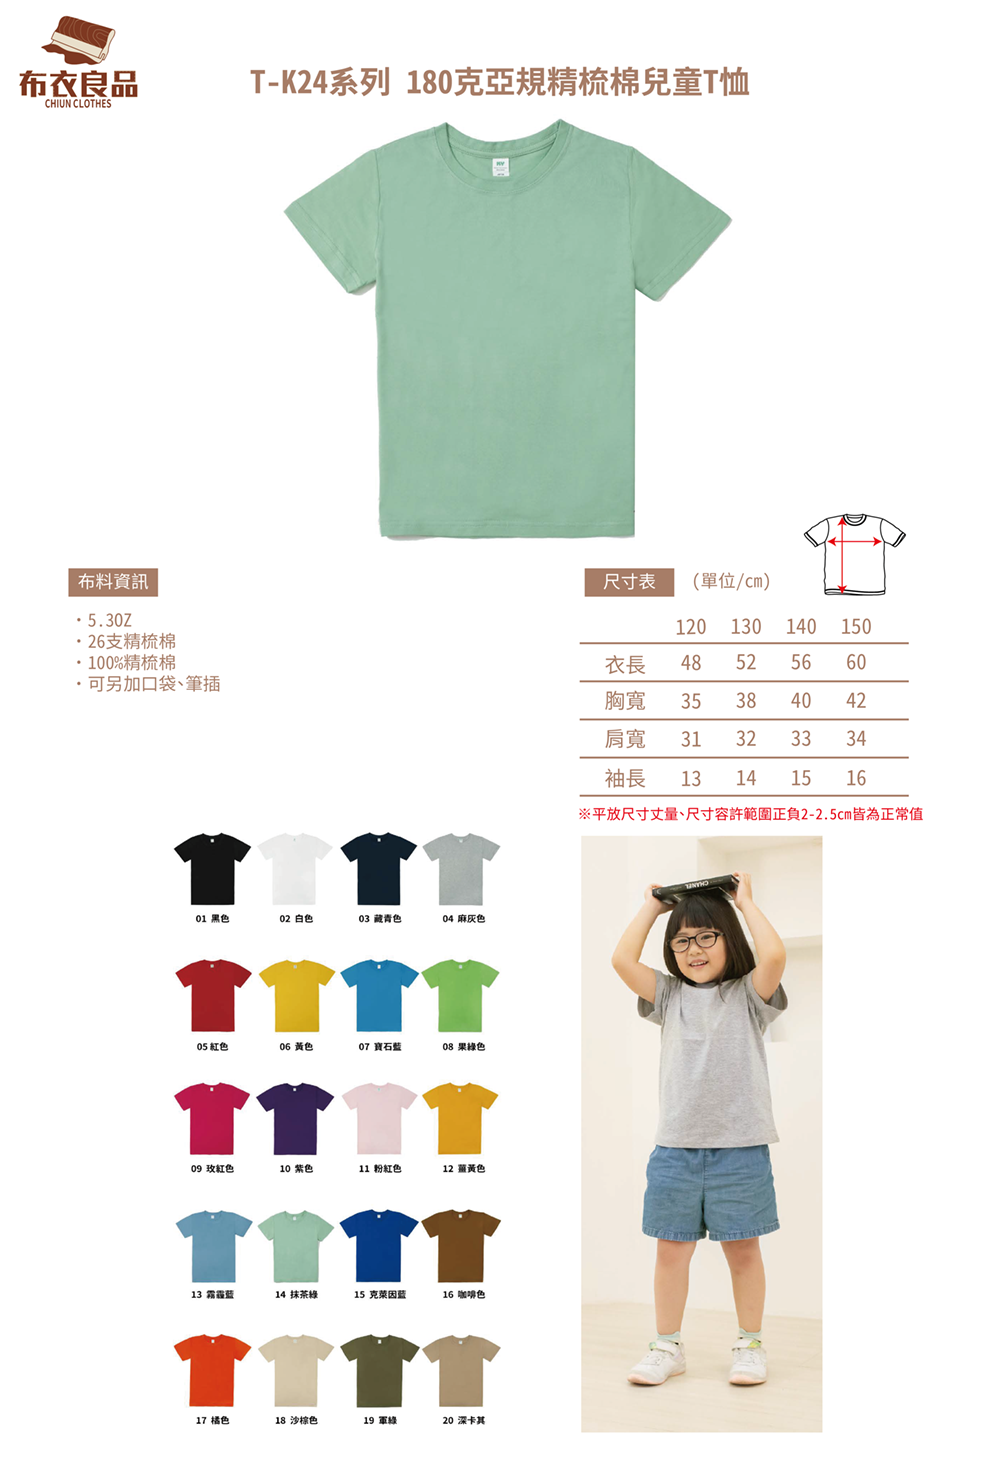 布衣良品
CHIUN CLOTHES
T-K24系列 180克亞規精梳棉兒童T恤
布料資訊
・5.3OZ
・26支精梳棉
・100%精梳棉
・可另加口袋、筆插
尺寸表 (單位/cm)
120 130 140 150
衣長 48 52 56 60
胸寬 35 38 40 42
肩寬 31 32 33 34
袖長 13 14 15 16
※平放尺寸丈量、尺寸容許範圍正負2-2.5cm皆為正常值
01 黑色 02 白色 03 藏青色 04 麻灰色
05 紅色 06 黃色 07 寶石藍 08 果綠色
09 玫紅色 10 紫色 11 粉紅色 12 薑黃色
13 霧霾藍 14 抹茶綠 15 克萊因藍 16 咖啡色
17 橘色 18 沙棕色 19 軍綠 20 深卡其
CHANEL